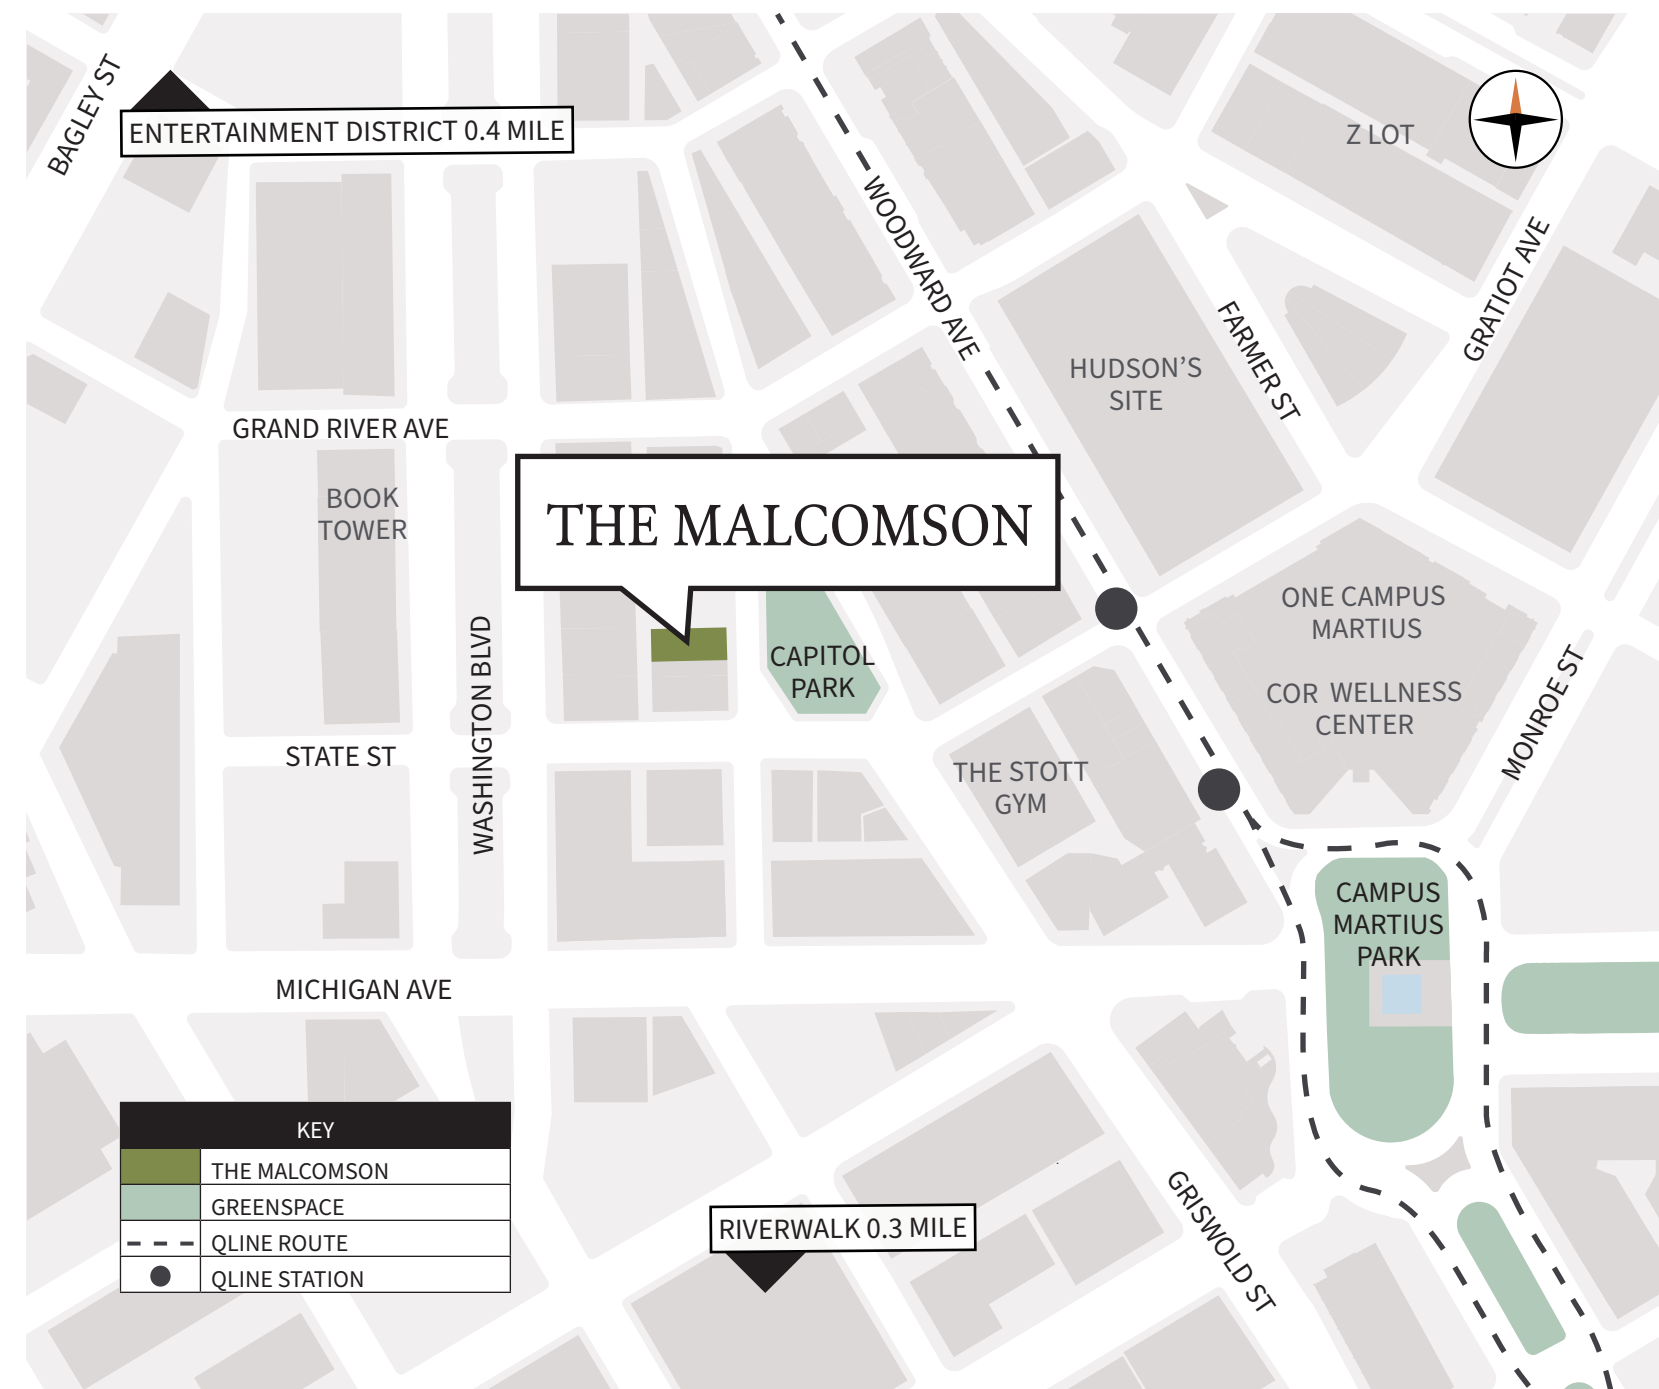 BAGLEY ST
ENTERTAINMENT DISTRICT 0.4 MILE
Z LOT
WOODWARD AVE
FARMER ST
GRATIOT AVE
HUDSON’S
SITE
GRAND RIVER AVE
BOOK
TOWER
THE MALCOMSON
ONE CAMPUS
MARTIUS
COR WELLNESS
CENTER
MONROE ST
CAPITOL
PARK
WASHINGTON BLVD
STATE ST
THE STOTT
GYM
CAMPUS
MARTIUS
PARK
MICHIGAN AVE
GRISWOLD ST
RIVERWALK 0.3 MILE
KEY
THE MALCOMSON
GREENSPACE
QLINE ROUTE
QLINE STATION